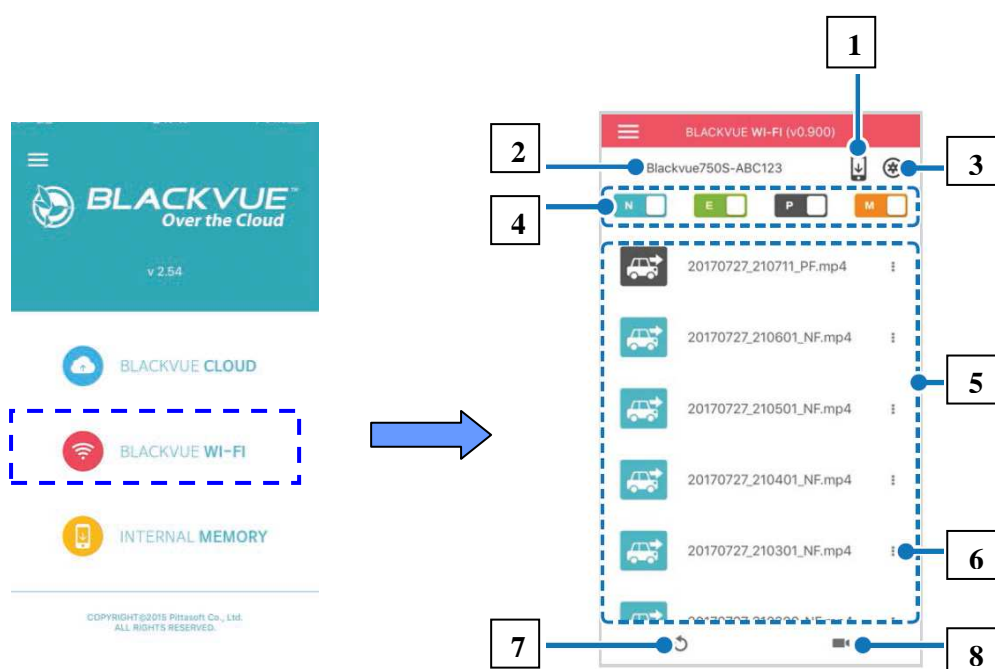 BLACKVUE™
Over the Cloud
v 2.54
BLACKVUE CLOUD
BLACKVUE WI-FI
INTERNAL MEMORY
COPYRIGHT@2015 Pittasoft Co., Ltd.
ALL RIGHTS RESERVED.
1
2
3
4
5
6
7
8
BLACKVUE WI-FI (v0.900)
Blackvue750S-ABC123
N E P M
20170727_210711_PF.mp4
20170727_210601_NF.mp4
20170727_210501_NF.mp4
20170727_210401_NF.mp4
20170727_210301_NF.mp4